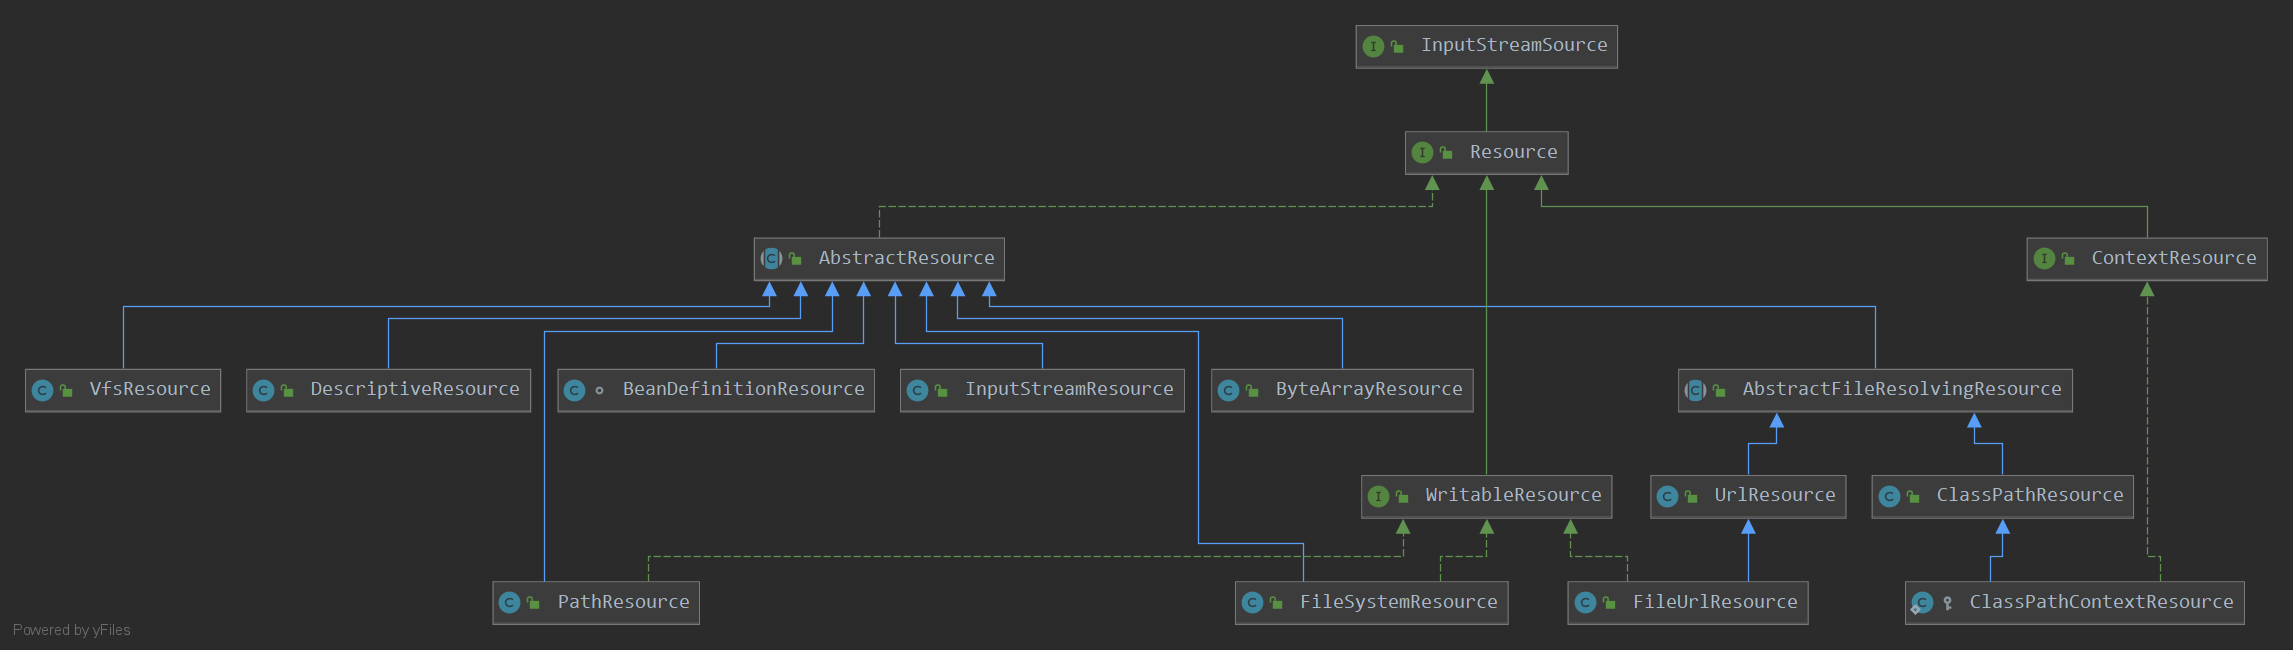 InputStreamSource
Resource
AbstractResource
ContextResource
VfsResource
DescriptiveResource
BeanDefinitionResource
InputStreamResource
ByteArrayResource
AbstractFileResolvingResource
WritableResource
UrlResource
ClassPathResource
PathResource
FileSystemResource
FileUrlResource
ClassPathContextResource
Powered by yFiles